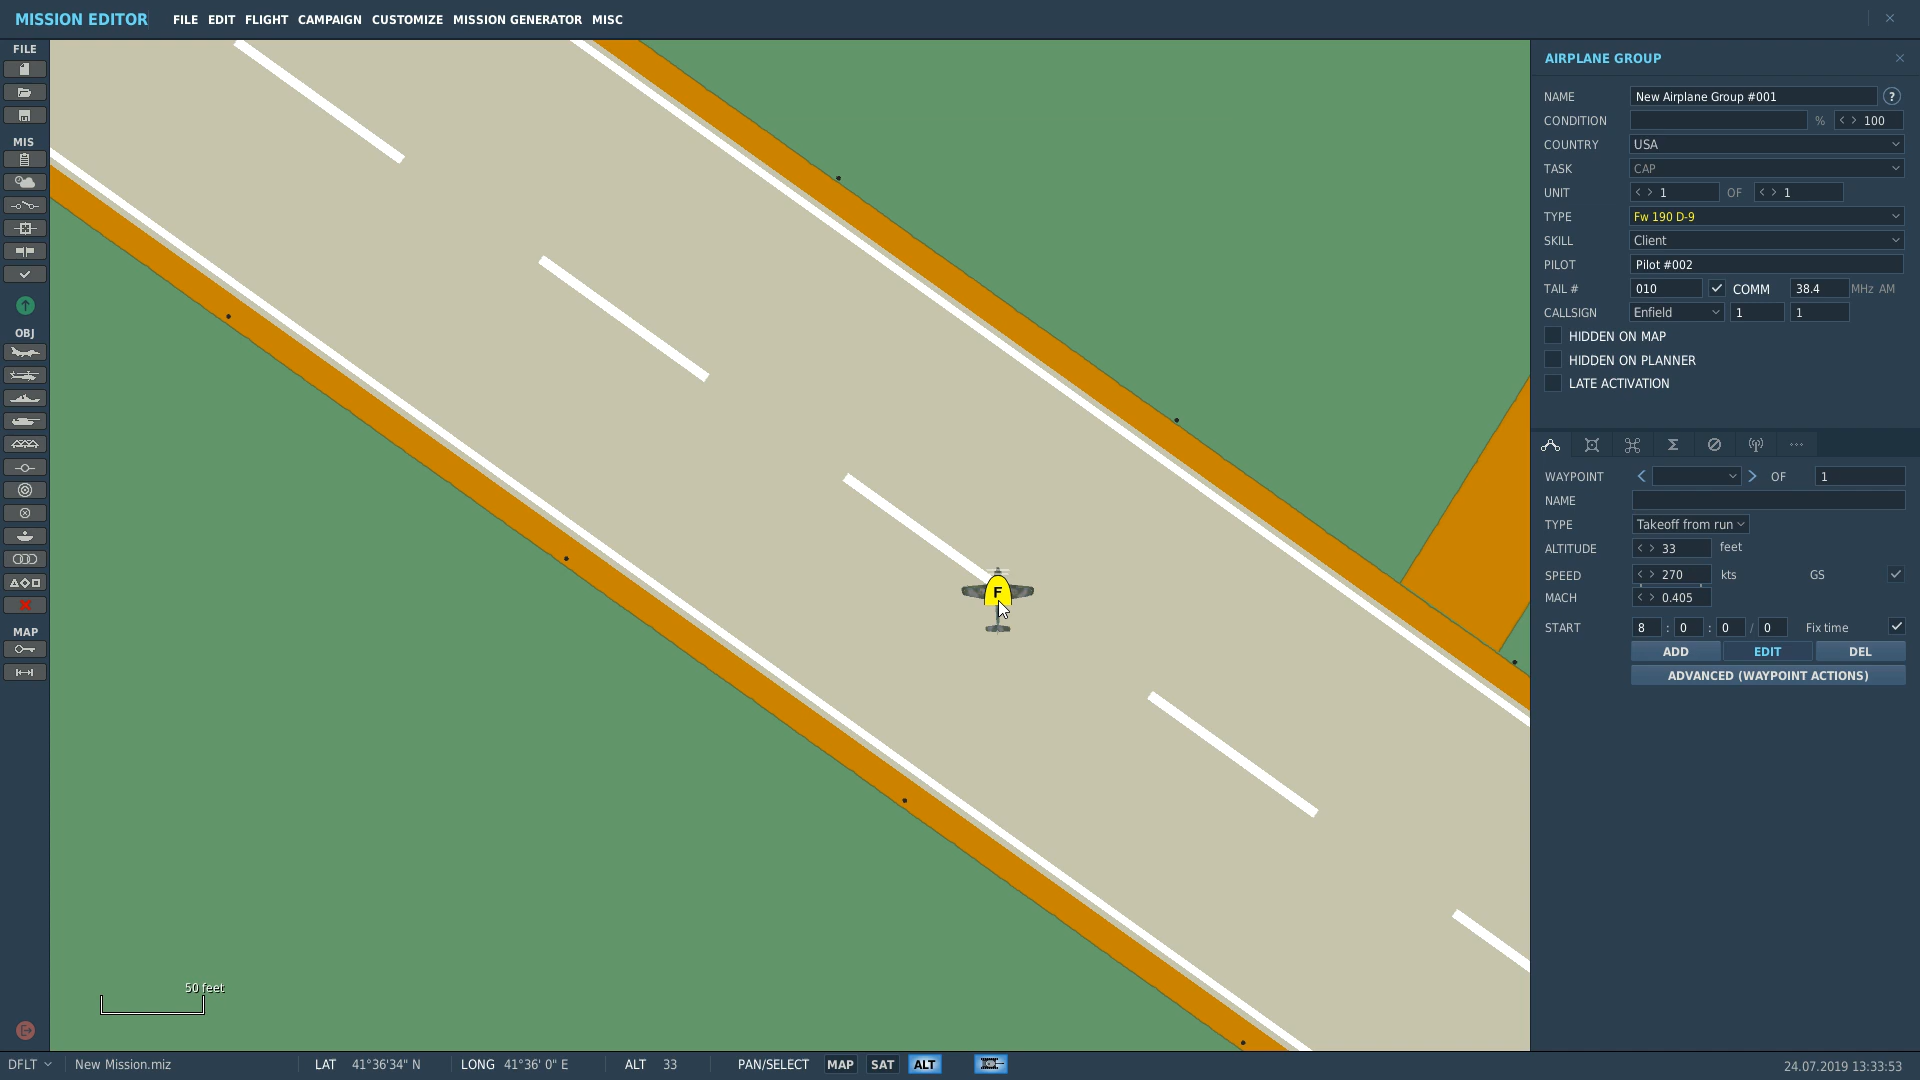 MISSION EDITOR FILE EDIT FLIGHT CAMPAIGN CUSTOMIZE MISSION GENERATOR MISC
FILE
MIS
OBJ
MAP
F
50 feet
AIRPLANE GROUP
NAME New Airplane Group #001 ?
CONDITION % < > 100
COUNTRY USA
TASK CAP
UNIT < > 1 OF < > 1
TYPE Fw 190 D-9
SKILL Client
PILOT Pilot #002
TAIL # 010 COMM 38.4 MHz AM
CALLSIGN Enfield 1 1
HIDDEN ON MAP
HIDDEN ON PLANNER
LATE ACTIVATION
WAYPOINT < > OF 1
NAME
TYPE Takeoff from run
ALTITUDE < > 33 feet
SPEED < > 270 kts GS
MACH < > 0.405
START 8 : 0 : 0 / 0 Fix time
ADD EDIT DEL
ADVANCED (WAYPOINT ACTIONS)
DFLT New Mission.miz LAT 41°36'34" N LONG 41°36' 0" E ALT 33 PAN/SELECT MAP SAT ALT 24.07.2019 13:33:53